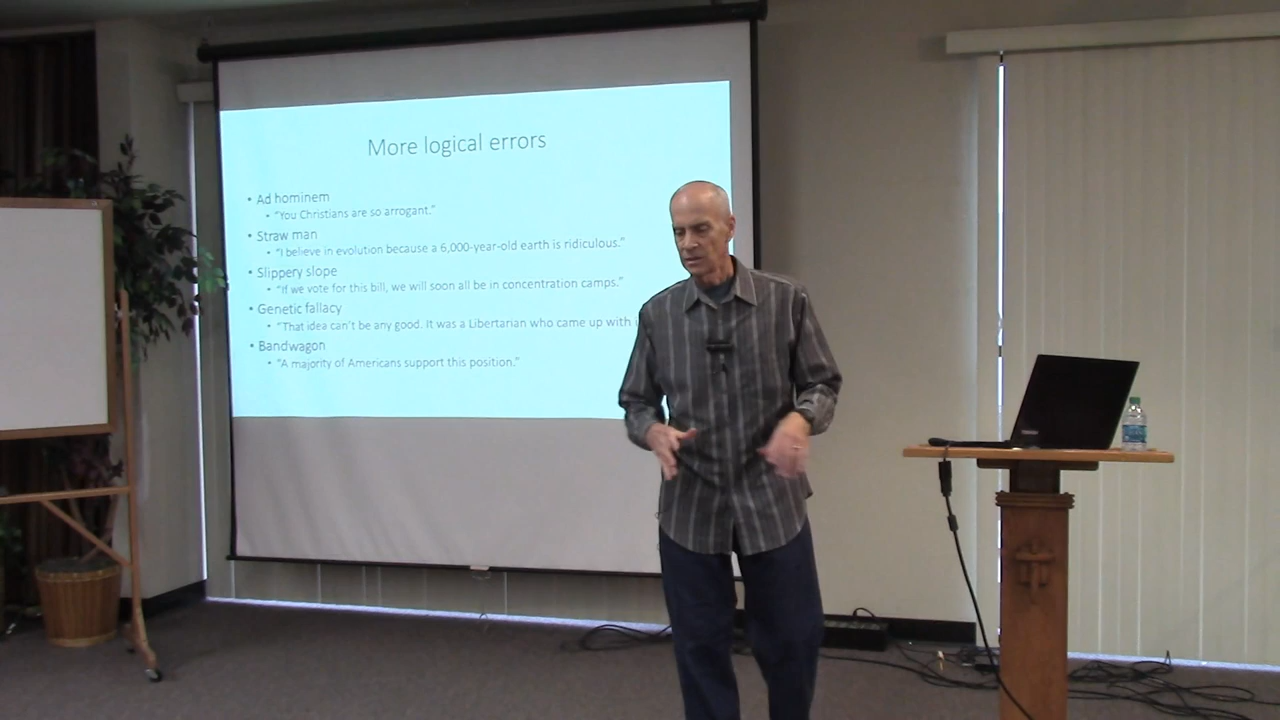 More logical errors
• Ad hominem
• "You Christians are so arrogant."
• Straw man
• "I believe in evolution because a 6,000-year-old earth is ridiculous."
• Slippery slope
• "If we vote for this bill, we will soon all be in concentration camps."
• Genetic fallacy
• "That idea can't be any good. It was a Libertarian who came up with
• Bandwagon
• "A majority of Americans support this position."